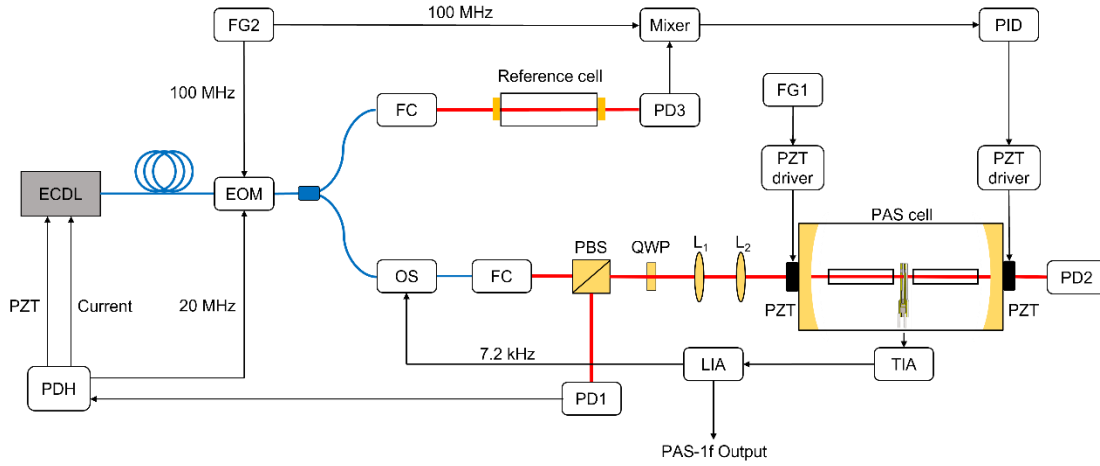 100 MHz
FG2
Mixer
PID
100 MHz
Reference cell
FC
PD3
FG1
PZT
driver
PZT
driver
ECDL
EOM
PAS cell
PBS
QWP
L₁
L₂
OS
FC
PD2
PZT
PZT
PZT
Current
20 MHz
7.2 kHz
LIA
TIA
PDH
PD1
PAS-1f Output